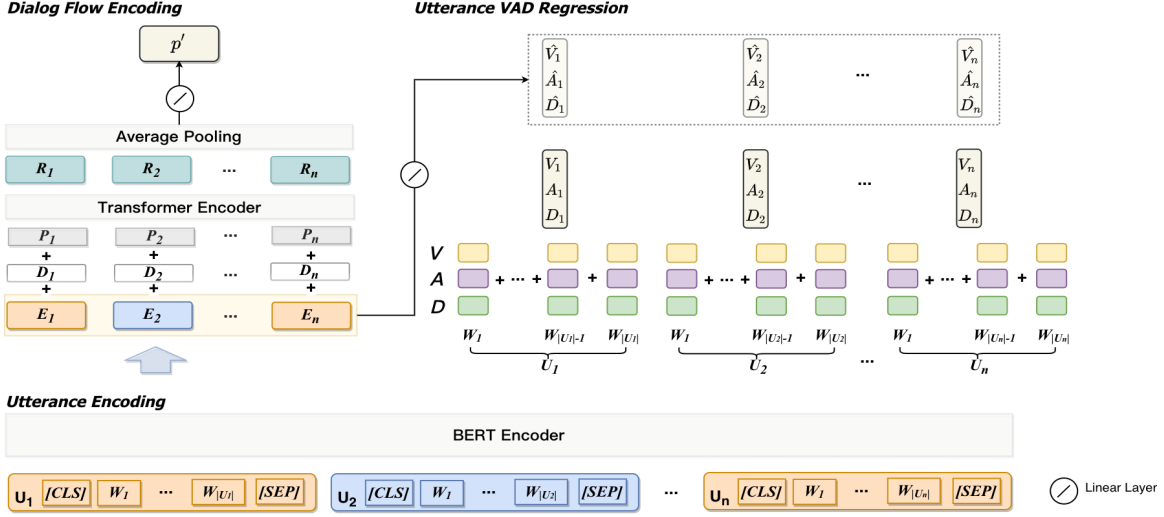 Dialog Flow Encoding
p′
Average Pooling
R1 R2 ... Rn
Transformer Encoder
P1 P2 ... Pn
+ + +
D1 D2 ... Dn
+ + +
E1 E2 ... En
Utterance VAD Regression
V̂1 V̂2 V̂n
Â1 Â2 ... Ân
D̂1 D̂2 D̂n
V1 V2 Vn
A1 A2 ... An
D1 D2 Dn
V
A + ... + + + ... + + + ... + +
D
W1 W|U1|-1 W|U1| W1 W|U2|-1 W|U2| W1 W|Un|-1 W|Un|
U1 U2 ... Un
Utterance Encoding
BERT Encoder
U1 [CLS] W1 ... W|U1| [SEP] U2 [CLS] W1 ... W|U2| [SEP] ... Un [CLS] W1 ... W|Un| [SEP]
Linear Layer